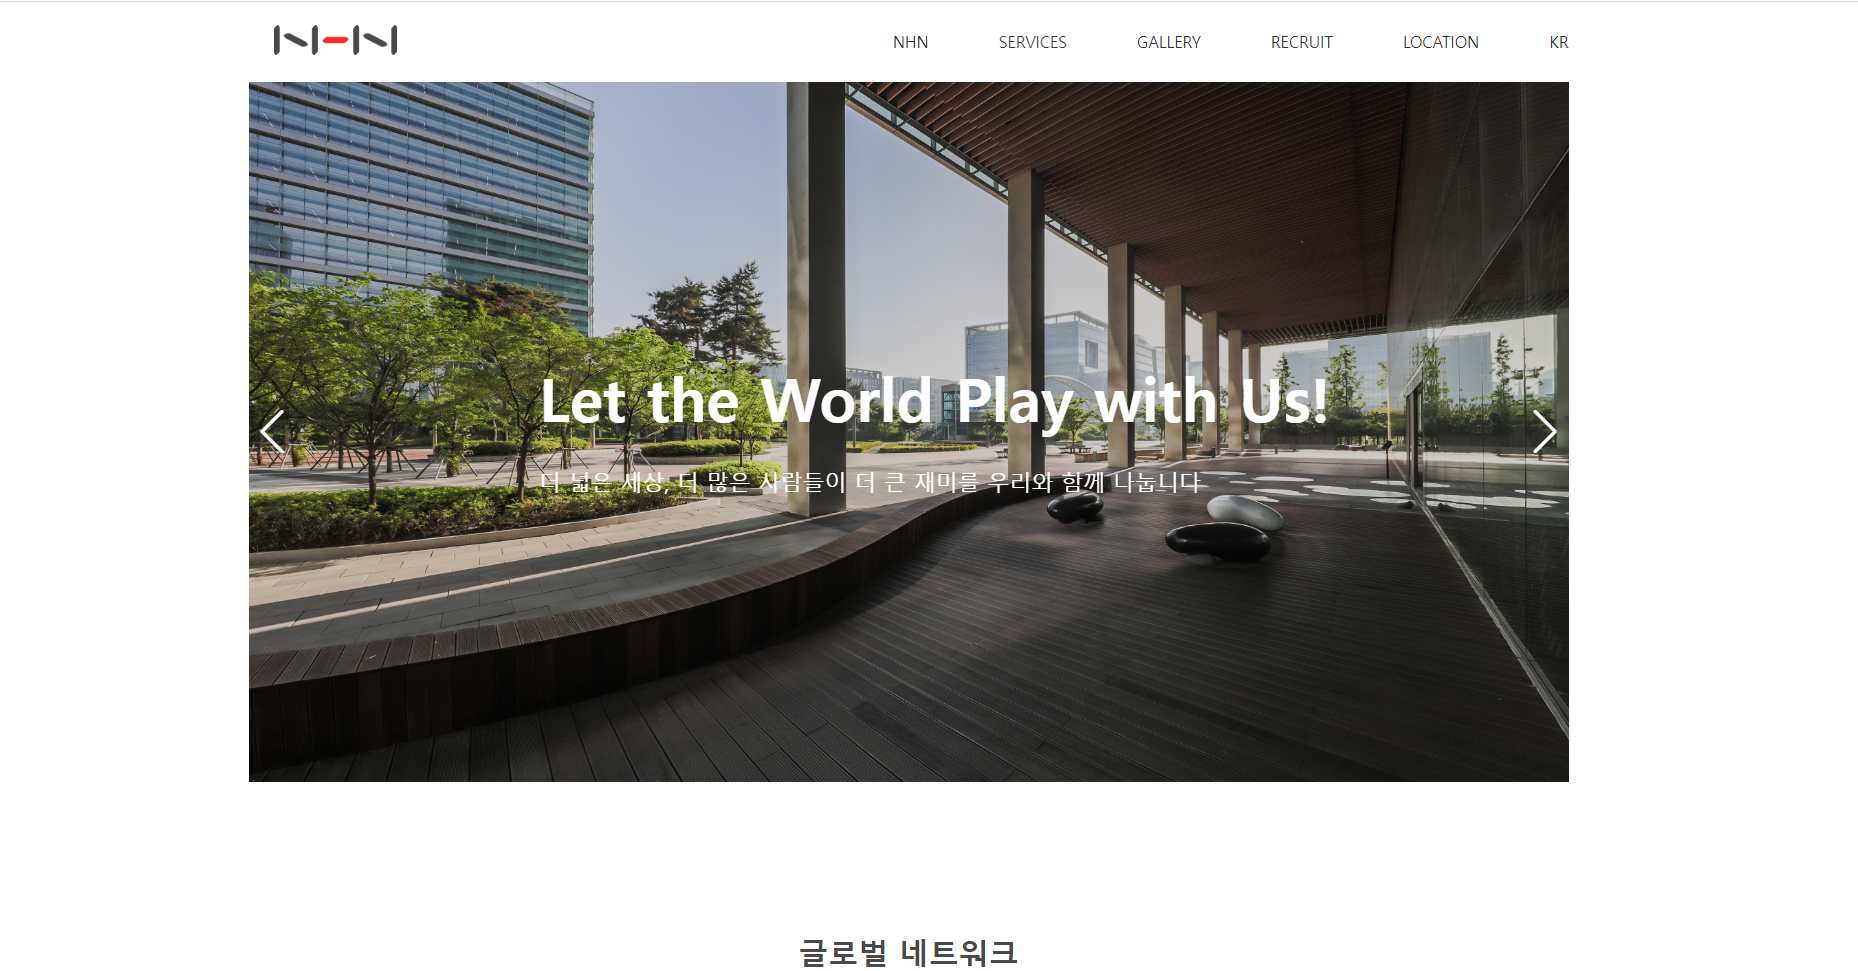 NHN
NHN SERVICES GALLERY RECRUIT LOCATION KR
Let the World Play with Us!
더 넓은 세상, 더 많은 사람들이 더 큰 재미를 우리와 함께 나눕니다
글로벌 네트워크